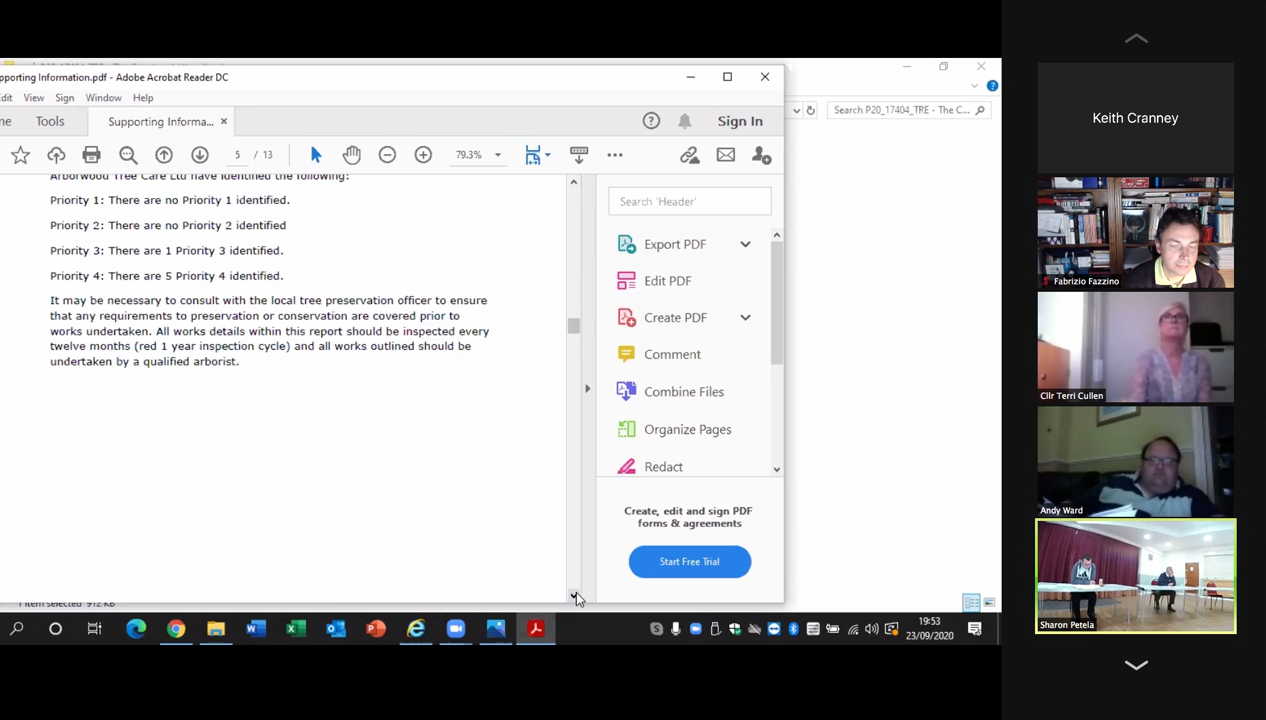 pporting Information.pdf - Adobe Acrobat Reader DC
dit View Sign Window Help
me Tools Supporting Informa... × Sign In
5 / 13 79.3%
Arborwood Tree Care Ltd have identified the following:
Priority 1: There are no Priority 1 identified.
Priority 2: There are no Priority 2 identified
Priority 3: There are 1 Priority 3 identified.
Priority 4: There are 5 Priority 4 identified.
It may be necessary to consult with the local tree preservation officer to ensure
that any requirements to preservation or conservation are covered prior to
works undertaken. All works details within this report should be inspected every
twelve months (red 1 year inspection cycle) and all works outlined should be
undertaken by a qualified arborist.
Search 'Header'
Export PDF
Edit PDF
Create PDF
Comment
Combine Files
Organize Pages
Redact
Create, edit and sign PDF
forms & agreements
Start Free Trial
Search P20_17404_TRE - The C...
1 item selected 912 KB
19:53
23/09/2020
Keith Cranney
Fabrizio Fazzino
Cllr Terri Cullen
Andy Ward
Sharon Petela